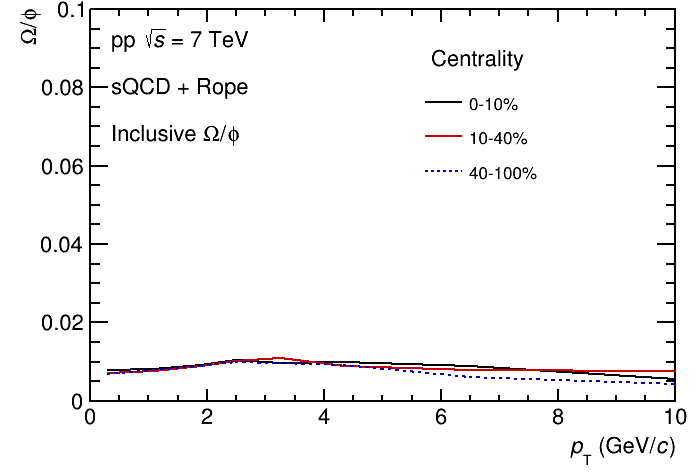 Ω/ϕ
0.1
0.08
0.06
0.04
0.02
0
pp √s = 7 TeV
sQCD + Rope
Inclusive Ω/ϕ
Centrality
0-10%
10-40%
40-100%
0 2 4 6 8 10
p_T (GeV/c)